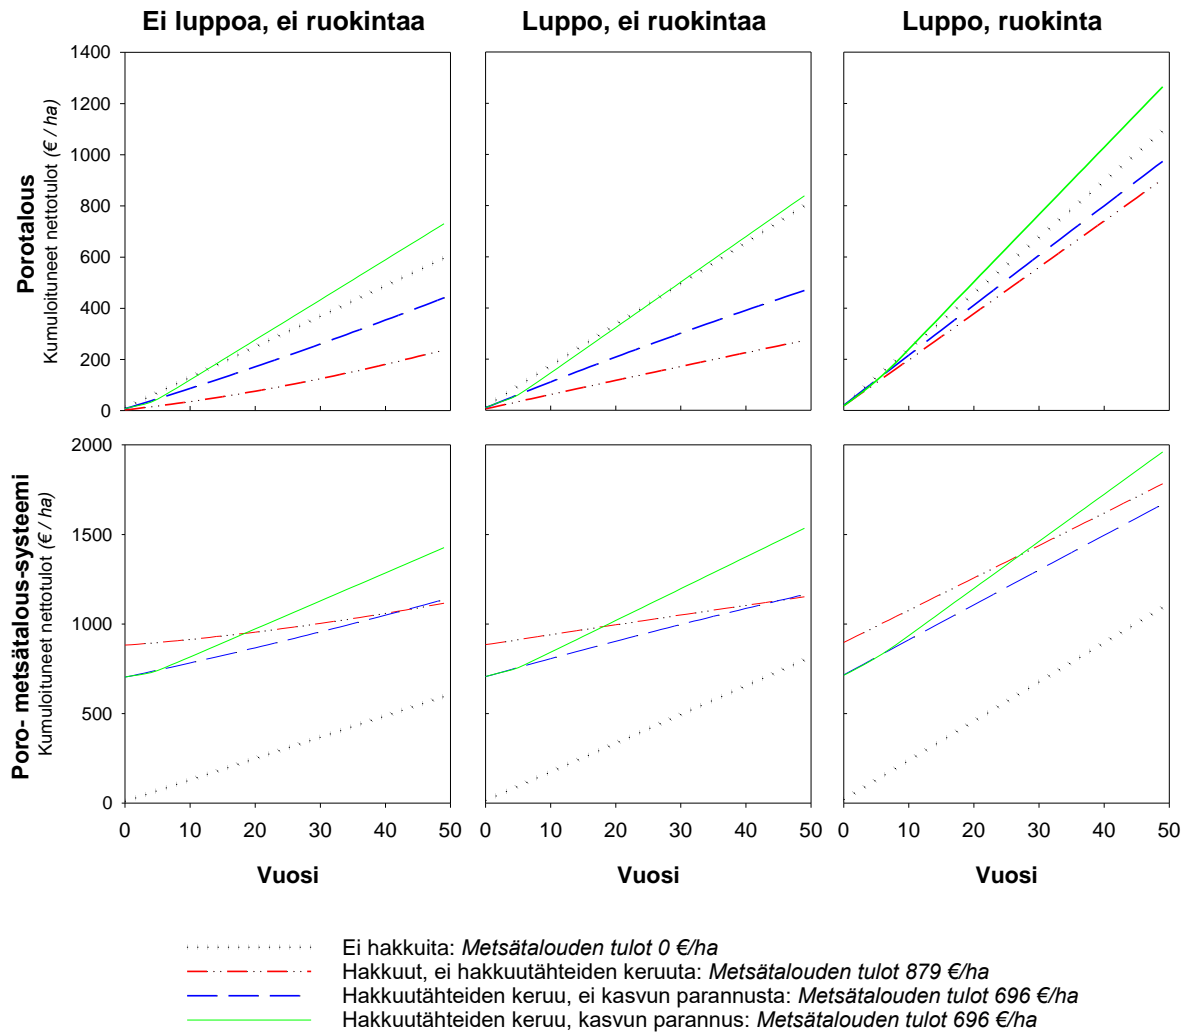 Ei luppoa, ei ruokintaa
Luppo, ei ruokintaa
Luppo, ruokinta
Porotalous
Kumuloituneet nettotulot (€ / ha)
1400
1200
1000
800
600
400
200
0
Poro- metsätalous-systeemi
Kumuloituneet nettotulot (€ / ha)
2000
1500
1000
500
0
0 10 20 30 40 50
0 10 20 30 40 50
0 10 20 30 40 50
Vuosi
Vuosi
Vuosi
Ei hakkuita: Metsätalouden tulot 0 €/ha
Hakkuut, ei hakkuutähteiden keruuta: Metsätalouden tulot 879 €/ha
Hakkuutähteiden keruu, ei kasvun parannusta: Metsätalouden tulot 696 €/ha
Hakkuutähteiden keruu, kasvun parannus: Metsätalouden tulot 696 €/ha